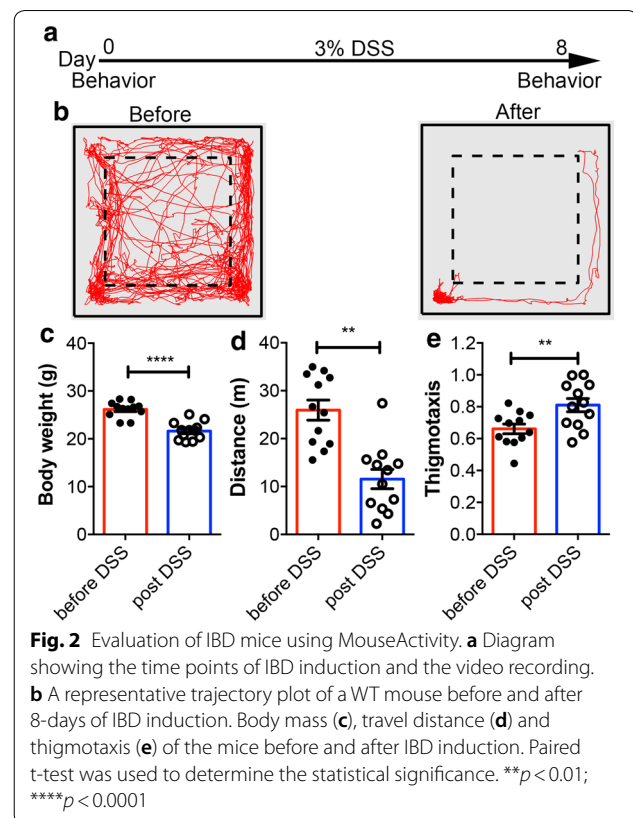 a
0 3% DSS 8
Day
Behavior Behavior
b Before After
c d e
Body weight (g)
40
30
20
10
0
****
before DSS
post DSS
Distance (m)
40
30
20
10
0
**
before DSS
post DSS
Thigmotaxis
1.2
1.0
0.8
0.6
0.4
0.2
0.0
**
before DSS
post DSS
Fig. 2 Evaluation of IBD mice using MouseActivity. a Diagram
showing the time points of IBD induction and the video recording.
b A representative trajectory plot of a WT mouse before and after
8-days of IBD induction. Body mass (c), travel distance (d) and
thigmotaxis (e) of the mice before and after IBD induction. Paired
t-test was used to determine the statistical significance. **p < 0.01;
****p < 0.0001